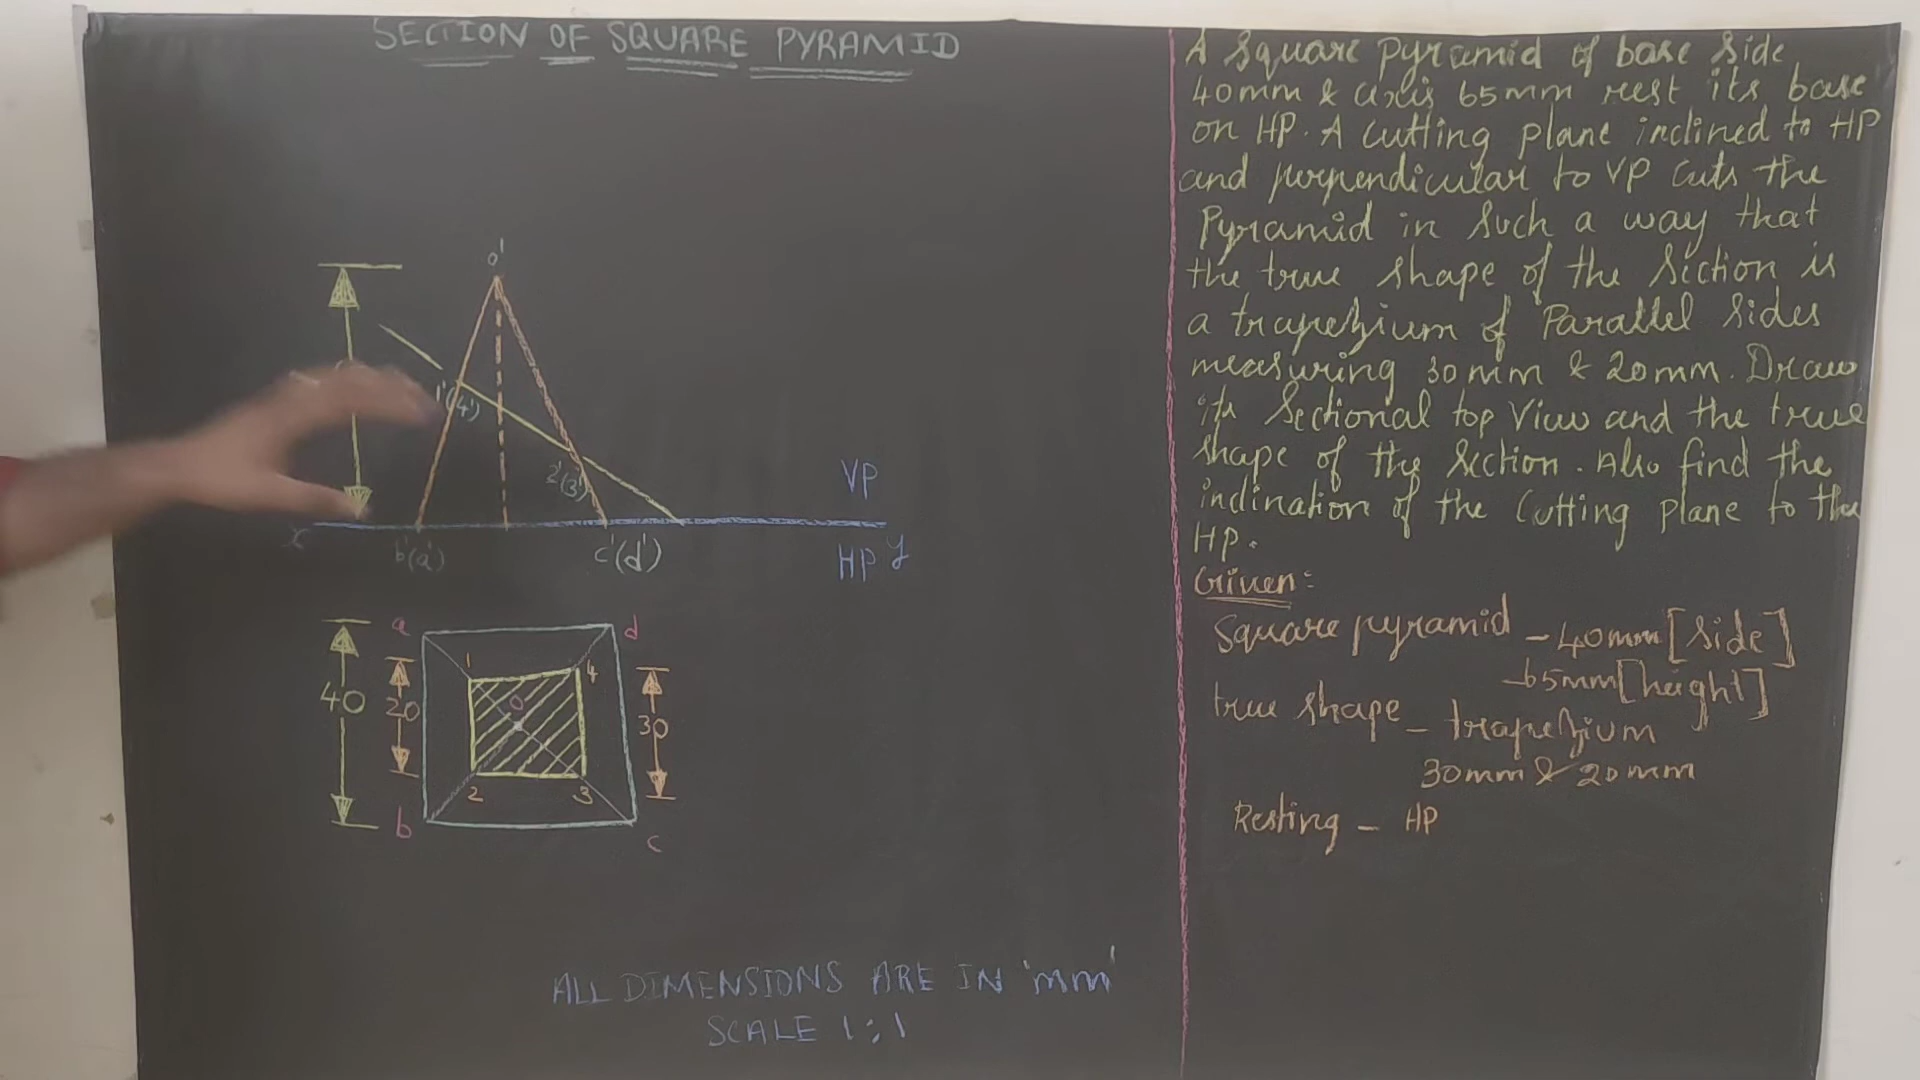 SECTION OF SQUARE PYRAMID
o'
1'(4')
2'(3')
VP
x
HP y
b'(a')
c'(d')
a
d
1
4
40
20
o
30
2
3
b
c
ALL DIMENSIONS ARE IN 'mm'
SCALE 1:1
A Square Pyramid of base side
40mm & axis 65mm rest its base
on HP. A Cutting plane inclined to HP
and perpendicular to VP Cuts the
Pyramid in Such a way that
the true shape of the Section is
a trapezium of Parallel Sides
measuring 30mm & 20mm. Draw
its Sectional top View and the true
shape of the Section. Also find the
inclination of the Cutting plane to the
HP.
Given:
Square pyramid - 40mm [Side]
- 65mm [height]
true shape - trapezium
30mm & 20mm
Resting - HP